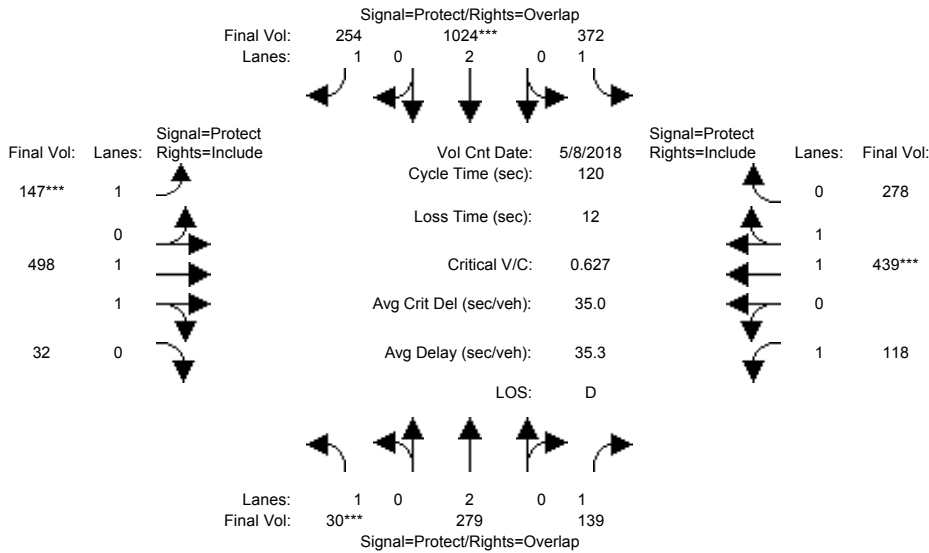 Signal=Protect/Rights=Overlap
Final Vol: 254 1024*** 372
Lanes: 1 0 2 0 1
Signal=Protect Signal=Protect
Final Vol: Lanes: Rights=Include Vol Cnt Date: 5/8/2018 Rights=Include Lanes: Final Vol:
Cycle Time (sec): 120
147*** 1 0 278
Loss Time (sec): 12
0 1
498 1 Critical V/C: 0.627 1 439***
1 Avg Crit Del (sec/veh): 35.0 0
32 0 Avg Delay (sec/veh): 35.3 1 118
LOS: D
Lanes: 1 0 2 0 1
Final Vol: 30*** 279 139
Signal=Protect/Rights=Overlap